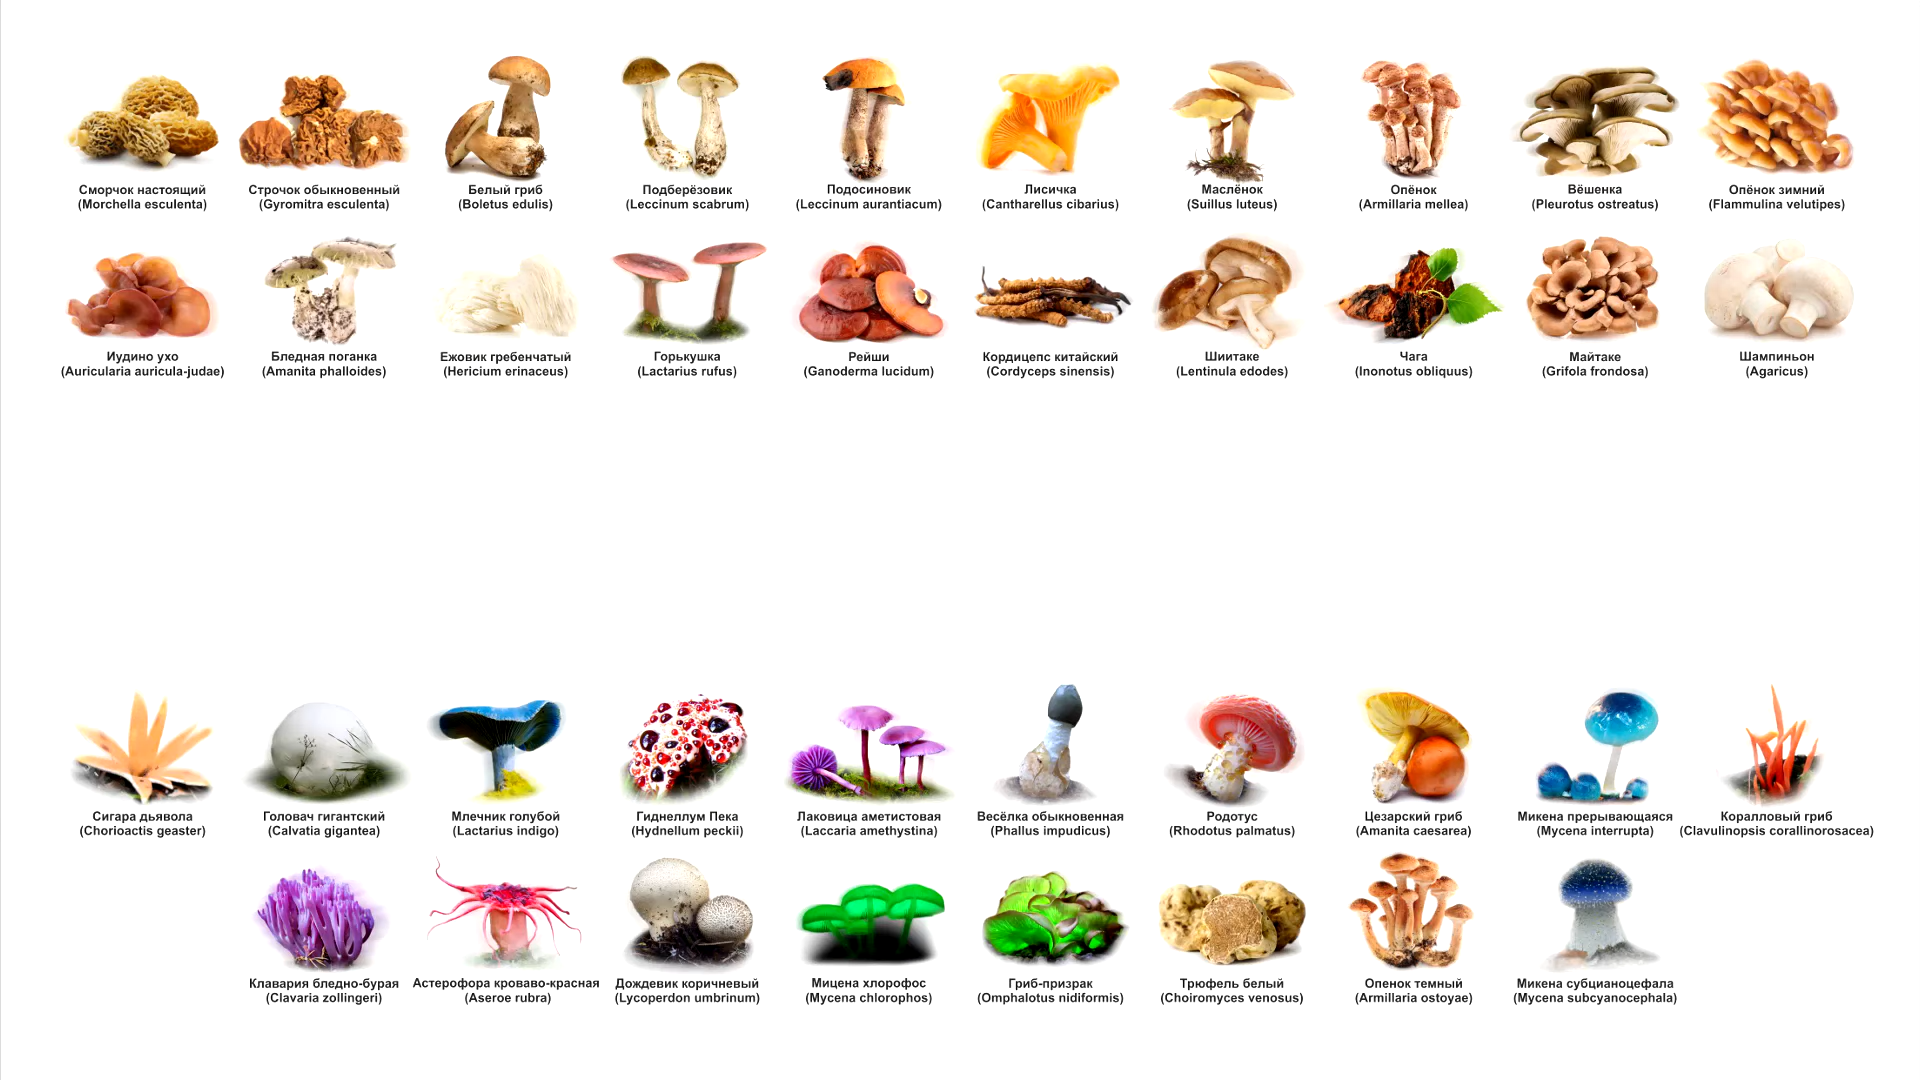 Сморчок настоящий
(Morchella esculenta)
Строчок обыкновенный
(Gyromitra esculenta)
Белый гриб
(Boletus edulis)
Подберёзовик
(Leccinum scabrum)
Подосиновик
(Leccinum aurantiacum)
Лисичка
(Cantharellus cibarius)
Маслёнок
(Suillus luteus)
Опёнок
(Armillaria mellea)
Вёшенка
(Pleurotus ostreatus)
Опёнок зимний
(Flammulina velutipes)
Иудино ухо
(Auricularia auricula-judae)
Бледная поганка
(Amanita phalloides)
Ежовик гребенчатый
(Hericium erinaceus)
Горькушка
(Lactarius rufus)
Рейши
(Ganoderma lucidum)
Кордицепс китайский
(Cordyceps sinensis)
Шиитаке
(Lentinula edodes)
Чага
(Inonotus obliquus)
Майтаке
(Grifola frondosa)
Шампиньон
(Agaricus)
Сигара дьявола
(Chorioactis geaster)
Головач гигантский
(Calvatia gigantea)
Млечник голубой
(Lactarius indigo)
Гиднеллум Пека
(Hydnellum peckii)
Лаковица аметистовая
(Laccaria amethystina)
Весёлка обыкновенная
(Phallus impudicus)
Родотус
(Rhodotus palmatus)
Цезарский гриб
(Amanita caesarea)
Микена прерывающаяся
(Mycena interrupta)
Коралловый гриб
(Clavulinopsis corallinorosacea)
Клавария бледно-бурая
(Clavaria zollingeri)
Астерофора кроваво-красная
(Aseroe rubra)
Дождевик коричневый
(Lycoperdon umbrinum)
Мицена хлорофос
(Mycena chlorophos)
Гриб-призрак
(Omphalotus nidiformis)
Трюфель белый
(Choiromyces venosus)
Опенок темный
(Armillaria ostoyae)
Микена субцианоцефала
(Mycena subcyanocephala)